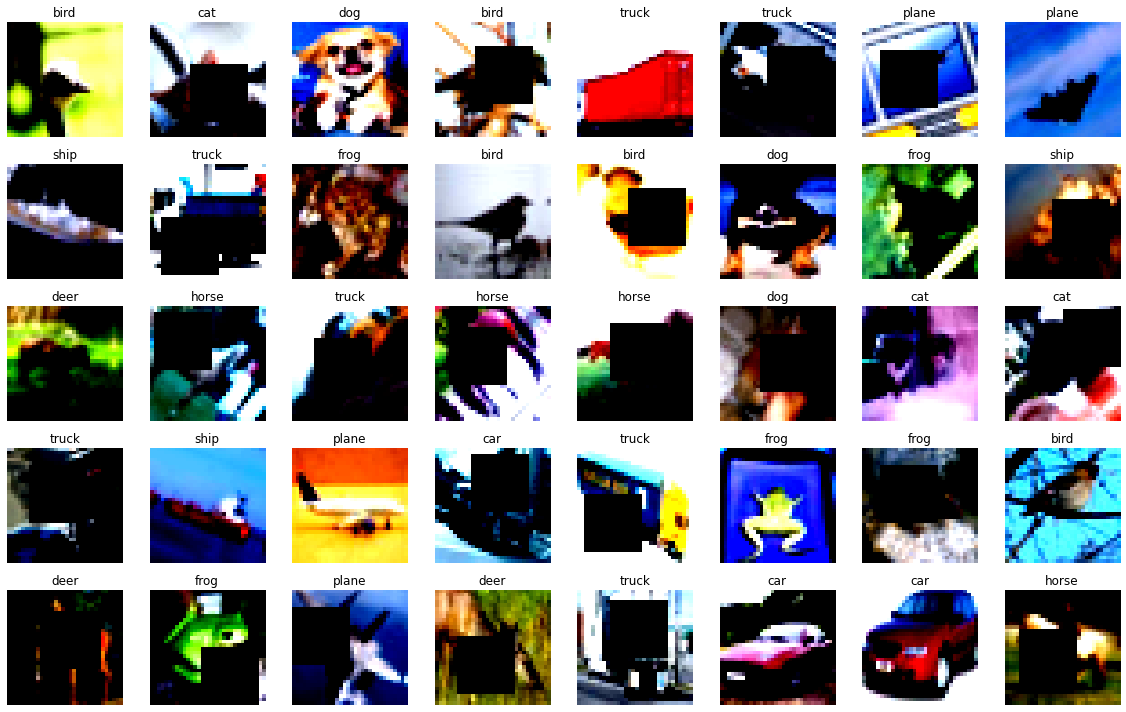 bird cat dog bird truck truck plane plane
ship truck frog bird bird dog frog ship
deer horse truck horse horse dog cat cat
truck ship plane car truck frog frog bird
deer frog plane deer truck car car horse